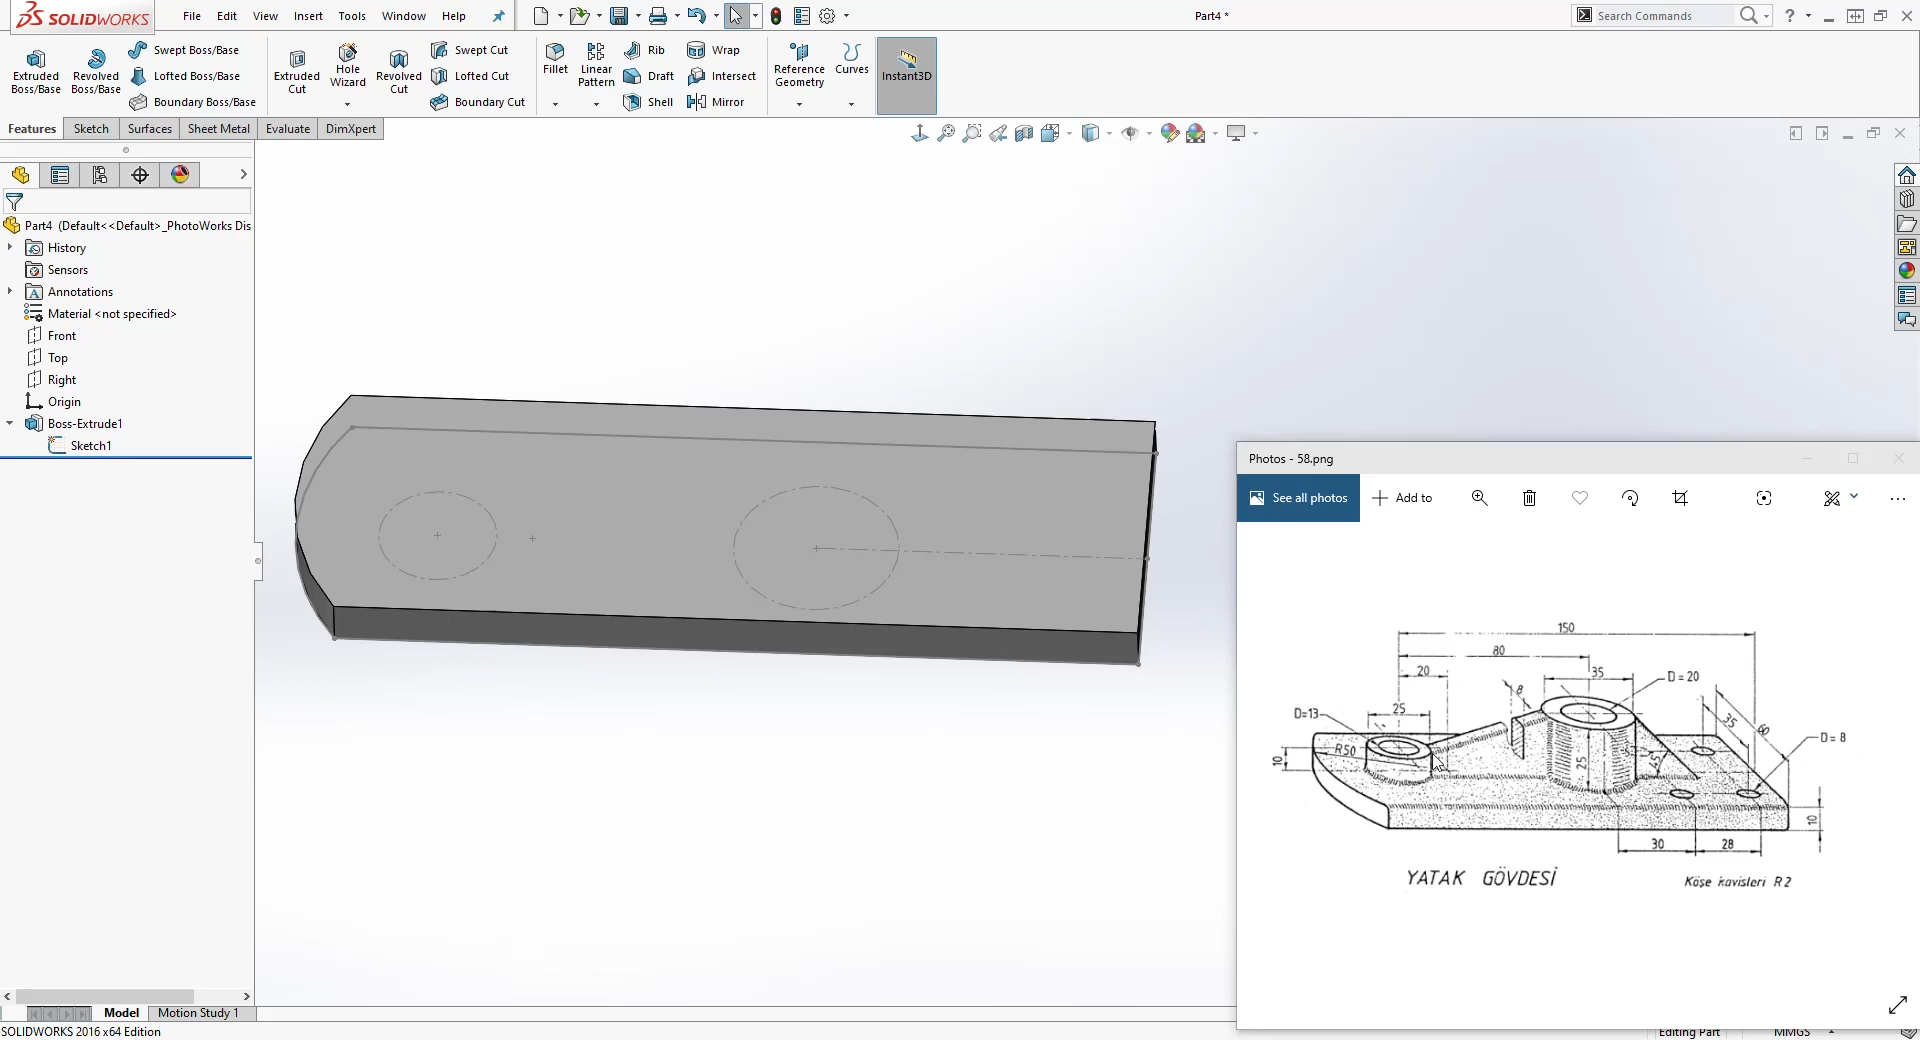 SOLIDWORKS
File Edit View Insert Tools Window Help
Part4 *
Search Commands
Extruded Boss/Base
Revolved Boss/Base
Swept Boss/Base
Lofted Boss/Base
Boundary Boss/Base
Extruded Cut
Hole Wizard
Revolved Cut
Swept Cut
Lofted Cut
Boundary Cut
Fillet
Linear Pattern
Rib
Draft
Shell
Wrap
Intersect
Mirror
Reference Geometry
Curves
Instant3D
Features Sketch Surfaces Sheet Metal Evaluate DimXpert
Part4 (Default<<Default>_PhotoWorks Dis
History
Sensors
Annotations
Material <not specified>
Front
Top
Right
Origin
Boss-Extrude1
Sketch1
Photos - 58.png
See all photos
Add to
150
80
20
35
D=20
8
D=13
25
35
60
D=8
R50
10
25
45
10
30
28
YATAK GÖVDESİ
Köşe kavisleri R2
Model Motion Study 1
SOLIDWORKS 2016 x64 Edition
Editing Part
MMGS